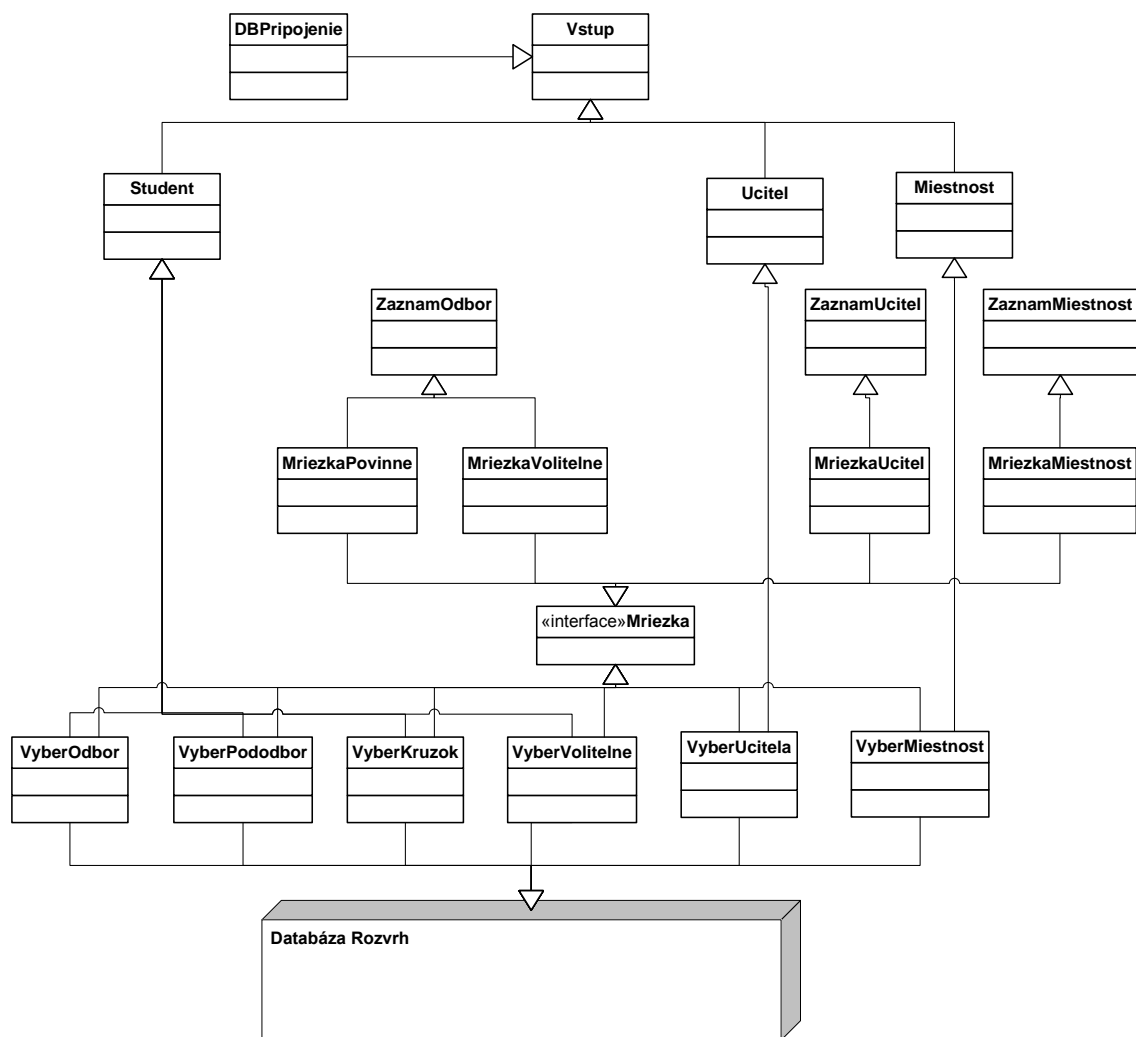 DBPripojenie
Vstup
Student
Ucitel
Miestnost
ZaznamOdbor
ZaznamUcitel
ZaznamMiestnost
MriezkaPovinne
MriezkaVolitelne
MriezkaUcitel
MriezkaMiestnost
«interface»Mriezka
VyberOdbor
VyberPododbor
VyberKruzok
VyberVolitelne
VyberUcitela
VyberMiestnost
Databáza Rozvrh